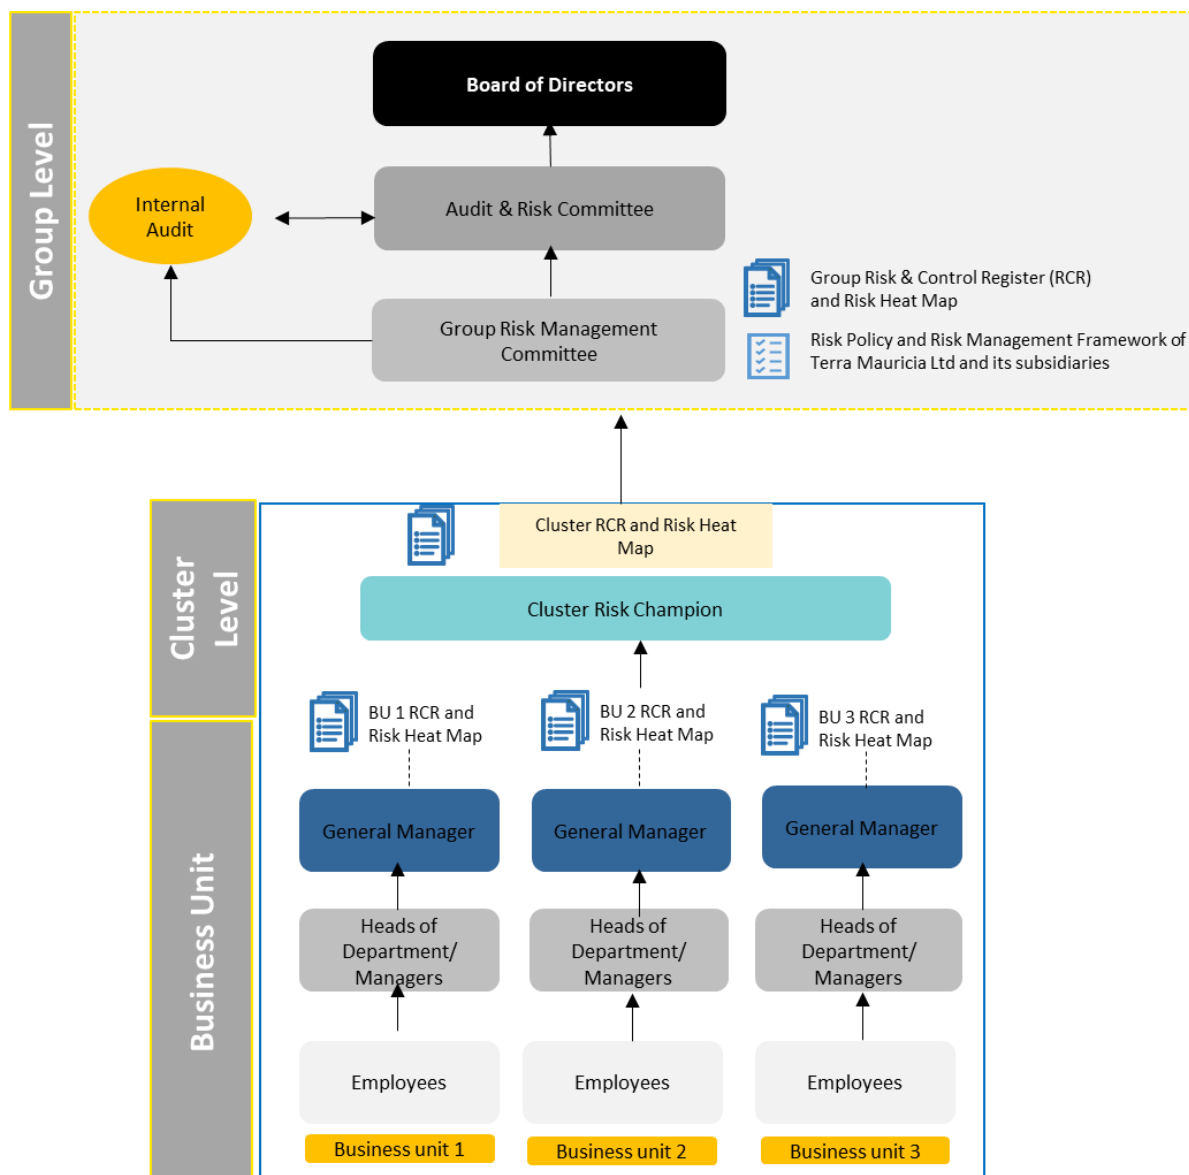 Group Level
Board of Directors
Internal
Audit
Audit & Risk Committee
Group Risk Management
Committee
Group Risk & Control Register (RCR)
and Risk Heat Map
Risk Policy and Risk Management Framework of
Terra Mauricia Ltd and its subsidiaries
Cluster
Level
Cluster RCR and Risk Heat
Map
Cluster Risk Champion
BU 1 RCR and
Risk Heat Map
BU 2 RCR and
Risk Heat Map
BU 3 RCR and
Risk Heat Map
Business Unit
General Manager
General Manager
General Manager
Heads of
Department/
Managers
Heads of
Department/
Managers
Heads of
Department/
Managers
Employees
Employees
Employees
Business unit 1
Business unit 2
Business unit 3